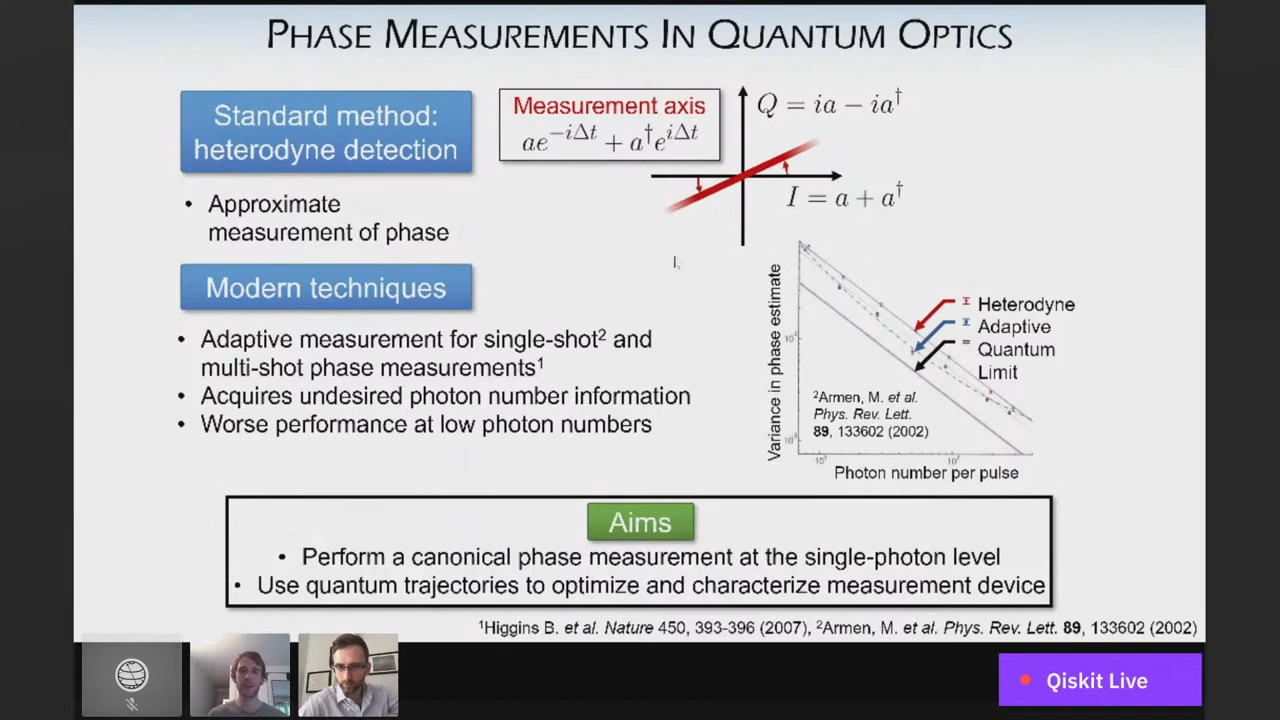 PHASE MEASUREMENTS IN QUANTUM OPTICS
Standard method:
heterodyne detection
• Approximate
measurement of phase
Measurement axis
ae^{-iΔt} + a^†e^{iΔt}
Q = ia − ia^†
I = a + a^†
Modern techniques
• Adaptive measurement for single-shot² and
multi-shot phase measurements¹
• Acquires undesired photon number information
• Worse performance at low photon numbers
Variance in phase estimate
Heterodyne
Adaptive
Quantum
Limit
²Armen, M. et al.
Phys. Rev. Lett.
89, 133602 (2002)
Photon number per pulse
Aims
• Perform a canonical phase measurement at the single-photon level
• Use quantum trajectories to optimize and characterize measurement device
¹Higgins B. et al. Nature 450, 393-396 (2007), ²Armen, M. et al. Phys. Rev. Lett. 89, 133602 (2002)
Qiskit Live